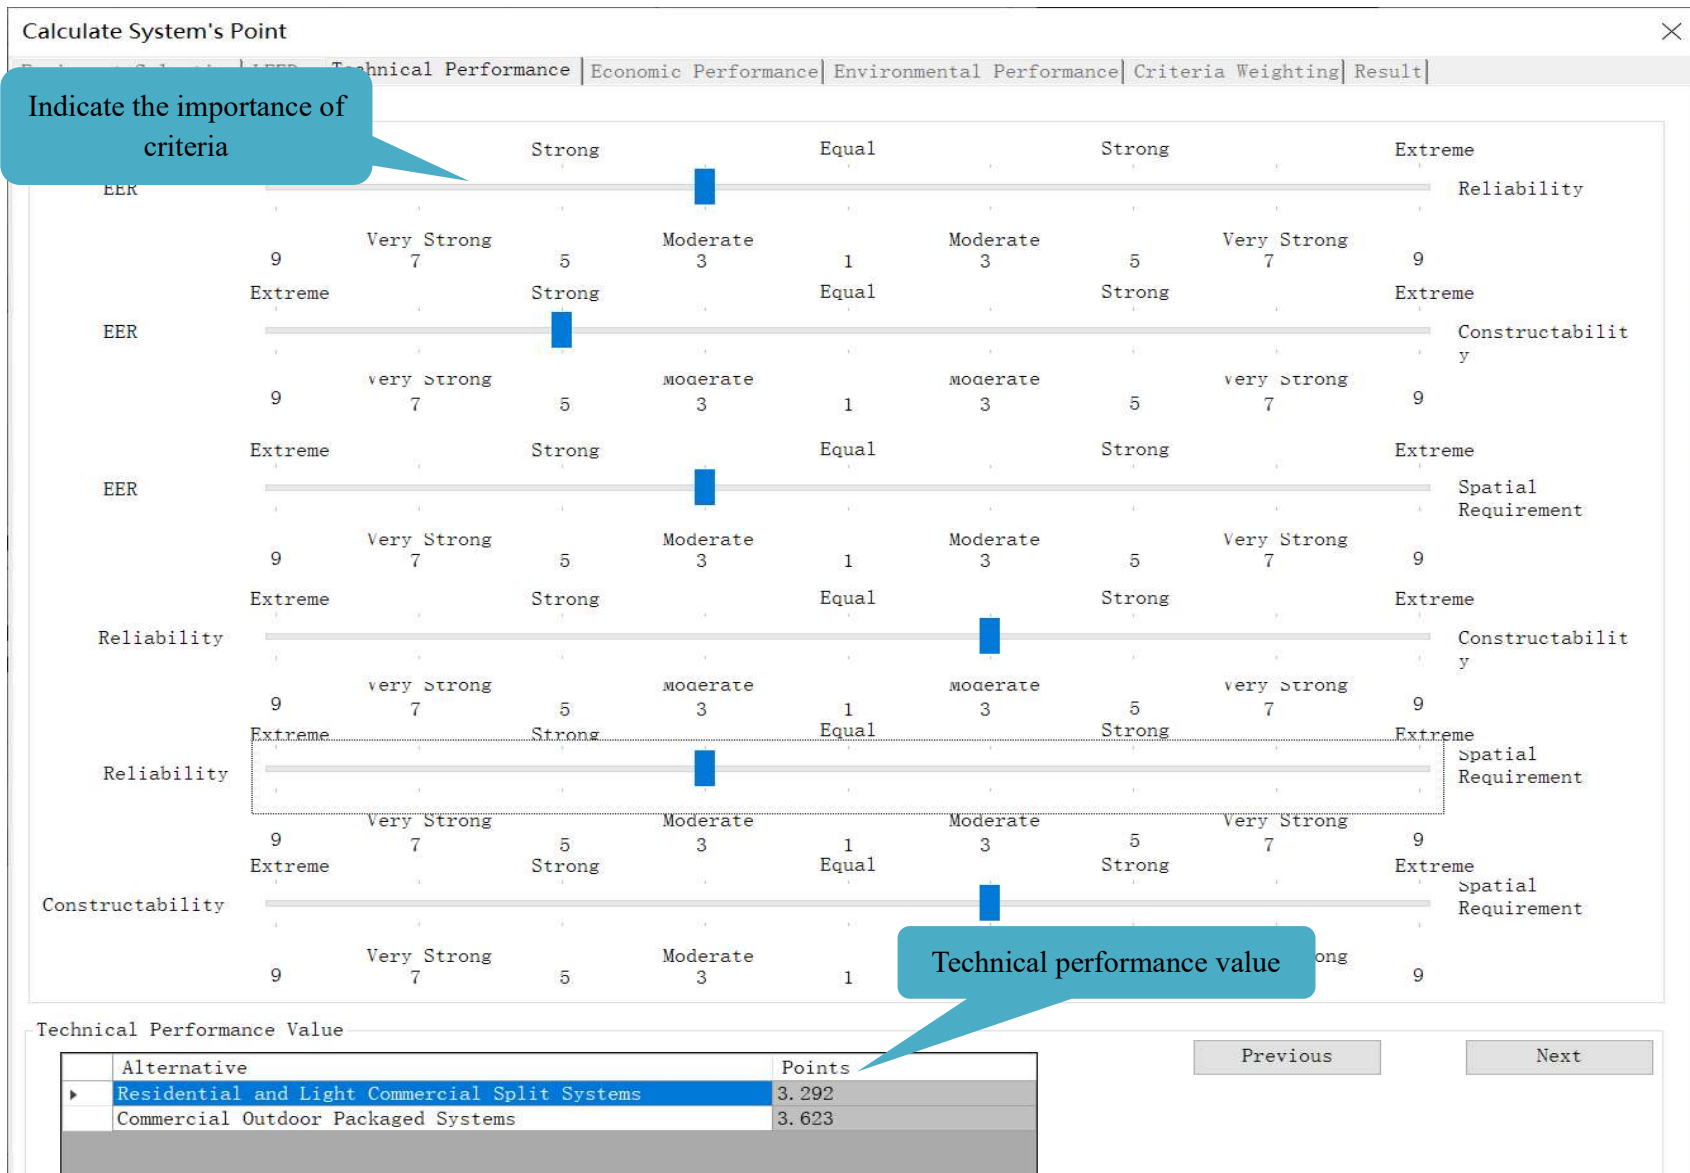 Calculate System's Point
Technical Performance Economic Performance Environmental Performance Criteria Weighting Result
Indicate the importance of
criteria
Strong Equal Strong Extreme
EER Reliability
Very Strong Moderate Moderate Very Strong
9 7 5 3 1 3 5 7 9
Extreme Strong Equal Strong Extreme
EER Constructabilit
y
Very Strong Moderate Moderate Very Strong
9 7 5 3 1 3 5 7 9
Extreme Strong Equal Strong Extreme
EER Spatial
Requirement
Very Strong Moderate Moderate Very Strong
9 7 5 3 1 3 5 7 9
Extreme Strong Equal Strong Extreme
Reliability Constructabilit
y
Very Strong Moderate Moderate Very Strong
9 7 5 3 1 3 5 7 9
Extreme Strong Equal Strong Extreme
Reliability Spatial
Requirement
Very Strong Moderate Moderate Very Strong
9 7 5 3 1 3 5 7 9
Extreme Strong Equal Strong Extreme
Constructability Spatial
Requirement
Very Strong Moderate ong
9 7 5 3 1 9
Technical performance value
Technical Performance Value
Previous Next
Alternative Points
Residential and Light Commercial Split Systems 3.292
Commercial Outdoor Packaged Systems 3.623